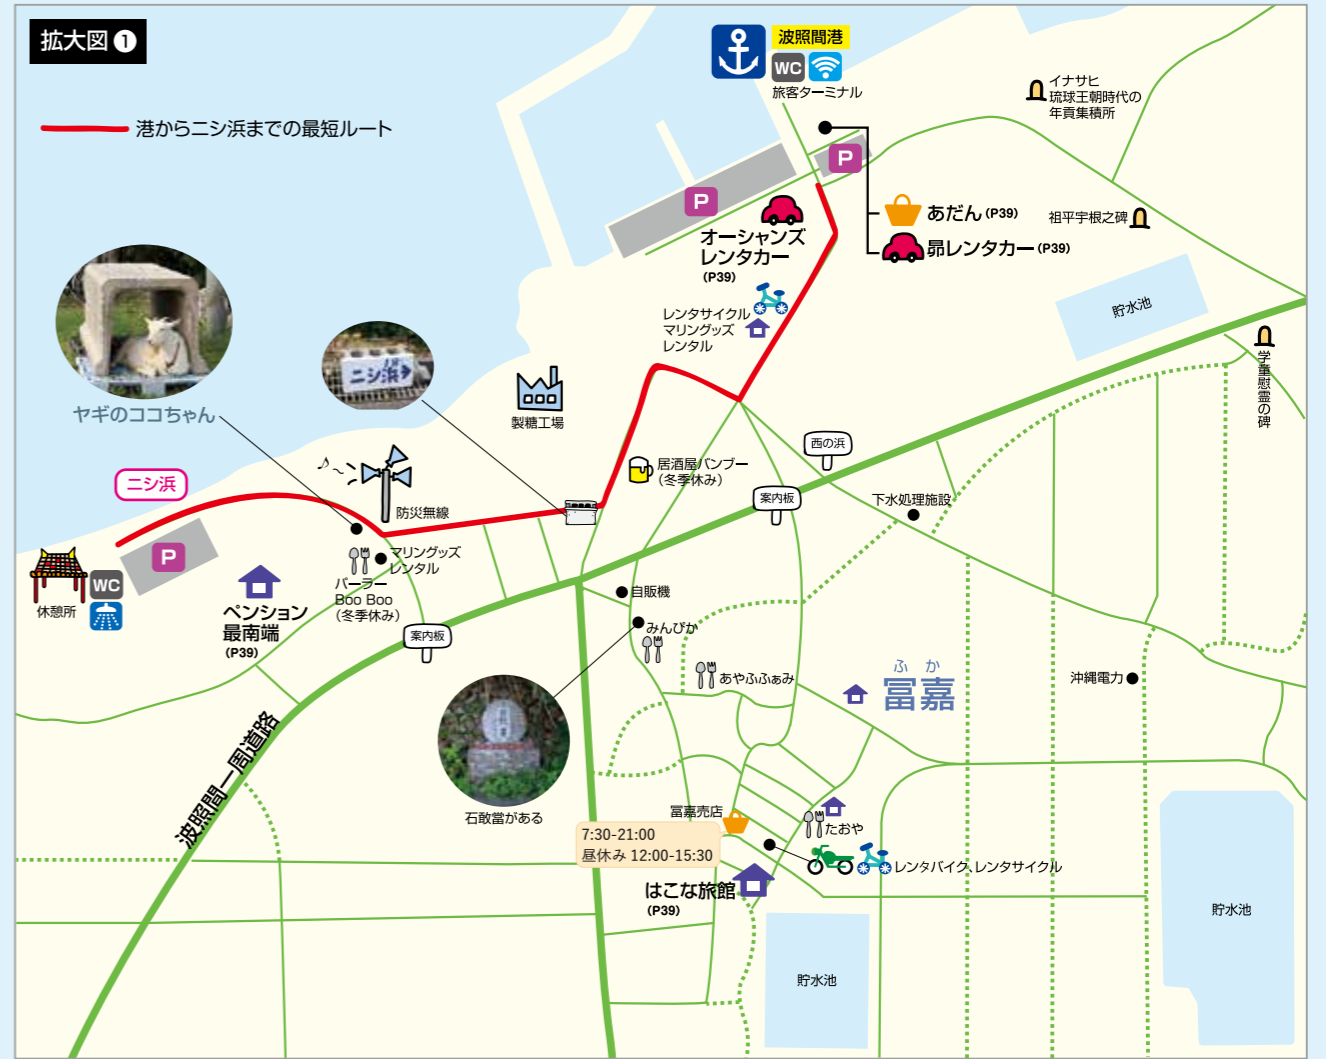 拡大図❶
港からニシ浜までの最短ルート
波照間港
WC
旅客ターミナル
イナサヒ
琉球王朝時代の
年貢集積所
P
P
あだん(P39)
昴レンタカー(P39)
祖平宇根之碑
オーシャンズ
レンタカー
(P39)
貯水池
レンタサイクル
マリングッズ
レンタル
学童慰霊の碑
ニシ浜
ヤギのココちゃん
製糖工場
西の浜
居酒屋バンブー
(冬季休み)
案内板
下水処理施設
ニシ浜
防災無線
P
WC
休憩所
マリングッズ
レンタル
パーラー
Boo Boo
(冬季休み)
ペンション
最南端
(P39)
案内板
自販機
みんぴか
あやふふぁみ
ふか
冨嘉
沖縄電力
波照間一周道路
石敢當がある
冨嘉売店
7:30-21:00
昼休み 12:00-15:30
たおや
レンタバイク、レンタサイクル
はこな旅館
(P39)
貯水池
貯水池